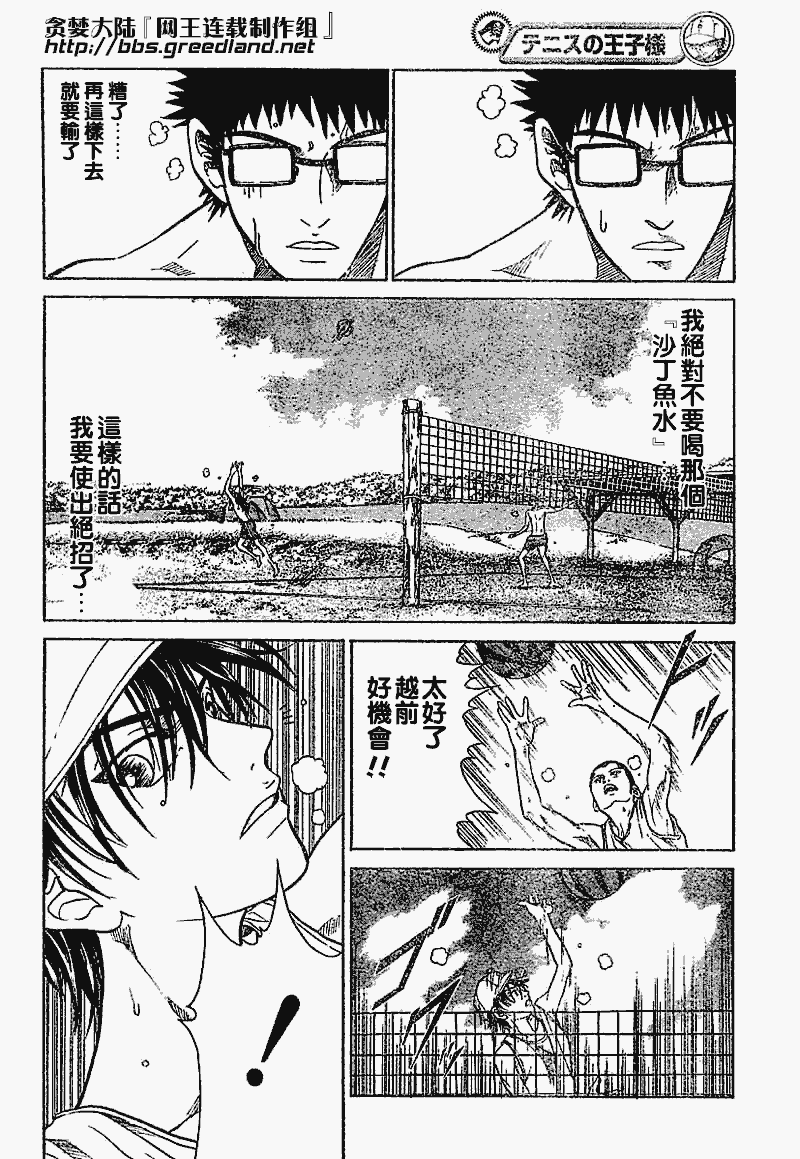 贪婪大陆『网王连载制作组』
http://bbs.greedland.net
テニスの王子様
糟了……
再這樣下去
就要輸了
我絕對不要喝那個
『沙丁魚水』…
這樣的話
我要使出絕招了…
太好了
越前
好機會!!
!